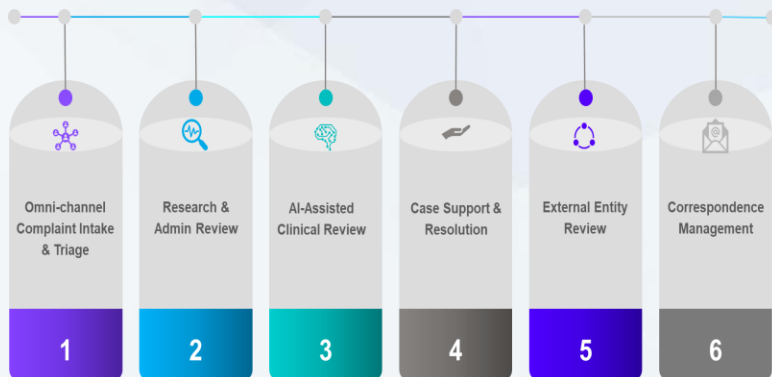 Omni-channel
Complaint Intake
& Triage
1
Research &
Admin Review
2
AI-Assisted
Clinical Review
3
Case Support &
Resolution
4
External Entity
Review
5
@
Correspondence
Management
6